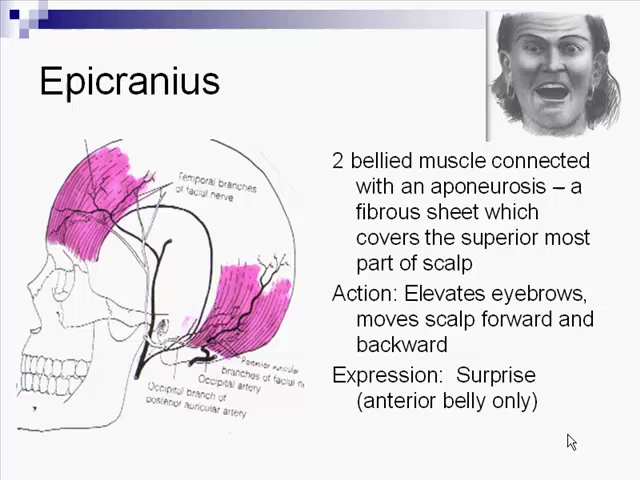 Epicranius
2 bellied muscle connected
with an aponeurosis – a
fibrous sheet which
covers the superior most
part of scalp
Action: Elevates eyebrows,
moves scalp forward and
backward
Expression: Surprise
(anterior belly only)
Temporal branches
of facial nerve
Posterior auricular
branches of facial n
Occipital artery
Occipital branch of
posterior auricular artery